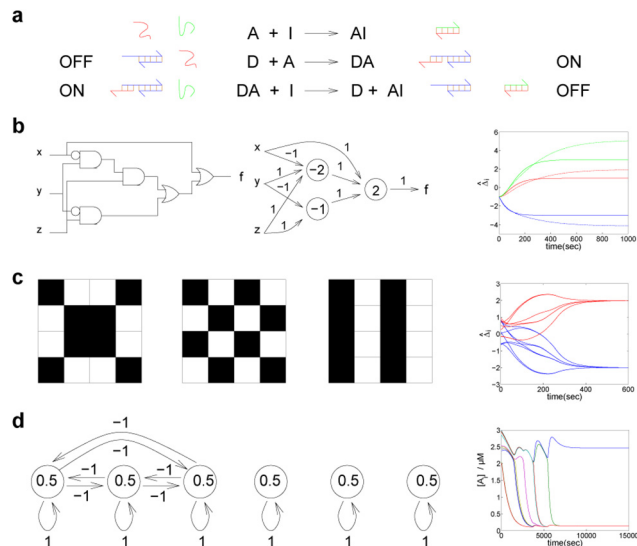 a
A + I → AI
OFF D + A → DA ON
ON DA + I → D + AI OFF
b
x
y
z
f
x
y
z
−1
1
−1
1
1
1
1
1
1
−2
−1
2
f
6
4
2
0
−2
−4
0 200 400 600 800 1000
time(sec)
Δ̂i
c
3
2
1
0
−1
−2
−3
0 200 400 600
time(sec)
Δ̂i
d
−1
−1
−1 −1
0.5 0.5 0.5 0.5 0.5 0.5
−1 −1
1 1 1 1 1 1
[Ai] / μM
3
2.5
2
1.5
1
0.5
0
0 5000 10000 15000
time(sec)